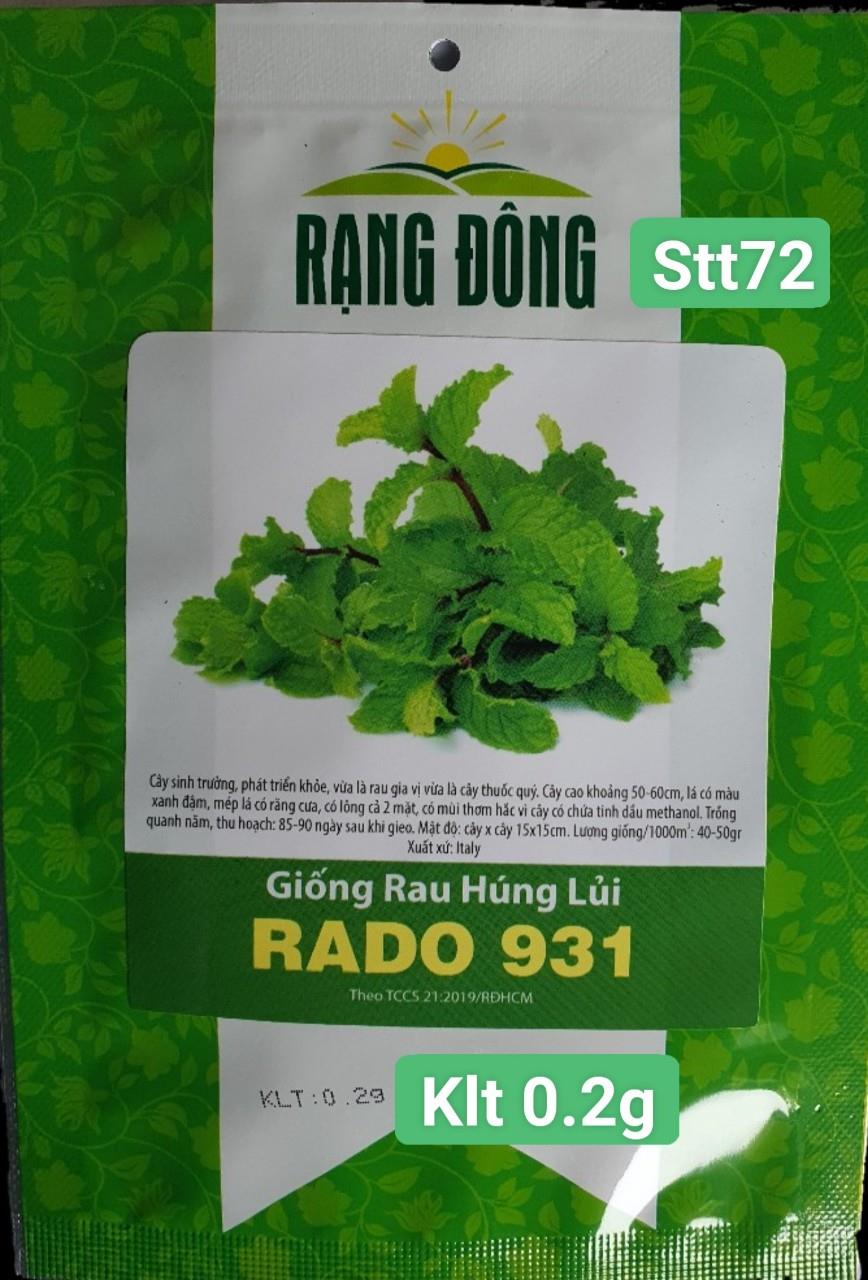 RẠNG ĐÔNG
Stt72
Cây sinh trưởng, phát triển khỏe, vừa là rau gia vị vừa là cây thuốc quý. Cây cao khoảng 50-60cm, lá có màu
xanh đậm, mép lá có răng cưa, có lông cả 2 mặt, có mùi thơm hắc vì cây có chứa tinh dầu methanol. Trồng
quanh năm, thu hoạch: 85-90 ngày sau khi gieo. Mật độ: cây x cây 15x15cm. Lượng giống/1000m²: 40-50gr
Xuất xứ: Italy
Giống Rau Húng Lủi
RADO 931
Theo TCCS 21:2019/RĐHCM
KLT:0.2g
Klt 0.2g